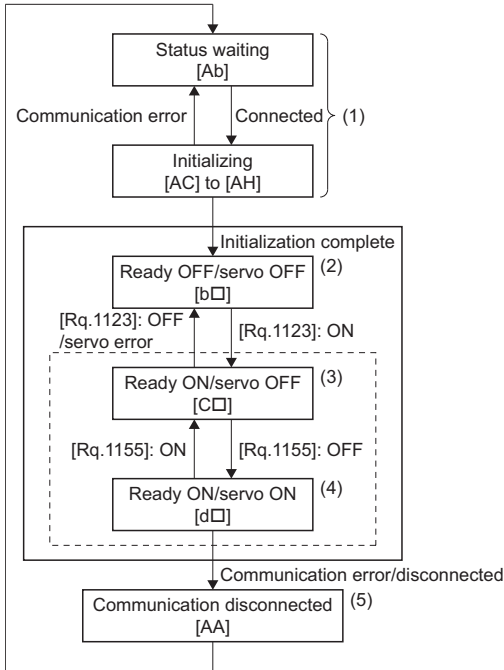 Status waiting
[Ab]
Communication error
Connected
(1)
Initializing
[AC] to [AH]
Initialization complete
Ready OFF/servo OFF
[b□]
(2)
[Rq.1123]: OFF
/servo error
[Rq.1123]: ON
Ready ON/servo OFF
[C□]
(3)
[Rq.1155]: ON
[Rq.1155]: OFF
Ready ON/servo ON
[d□]
(4)
Communication error/disconnected
Communication disconnected
[AA]
(5)